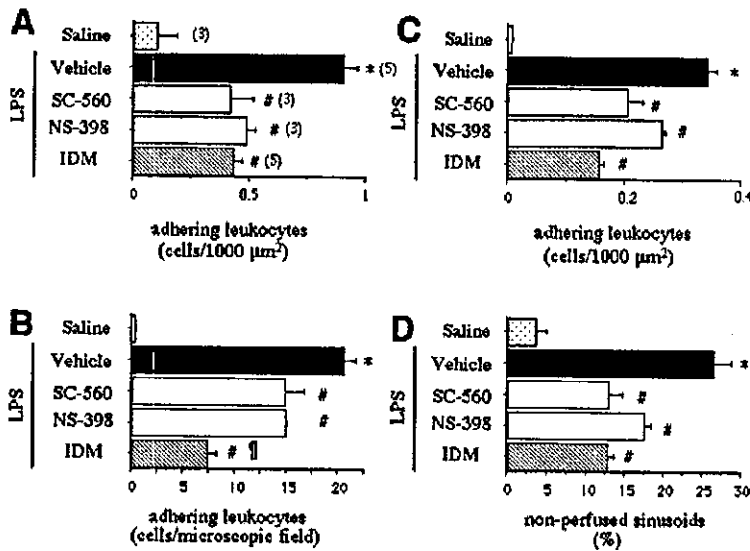 A
Saline
(3)
LPS
Vehicle
* (5)
SC-560
# (3)
NS-398
# (3)
IDM
# (5)
0 0.5 1
adhering leukocytes
(cells/1000 µm²)
C
Saline
LPS
Vehicle
*
SC-560
#
NS-398
#
IDM
#
0 0.2 0.4
adhering leukocytes
(cells/1000 µm²)
B
Saline
LPS
Vehicle
*
SC-560
#
NS-398
#
IDM
# ¶
0 5 10 15 20
adhering leukocytes
(cells/microscopic field)
D
Saline
LPS
Vehicle
*
SC-560
#
NS-398
#
IDM
#
0 5 10 15 20 25 30
non-perfused sinusoids
(%)